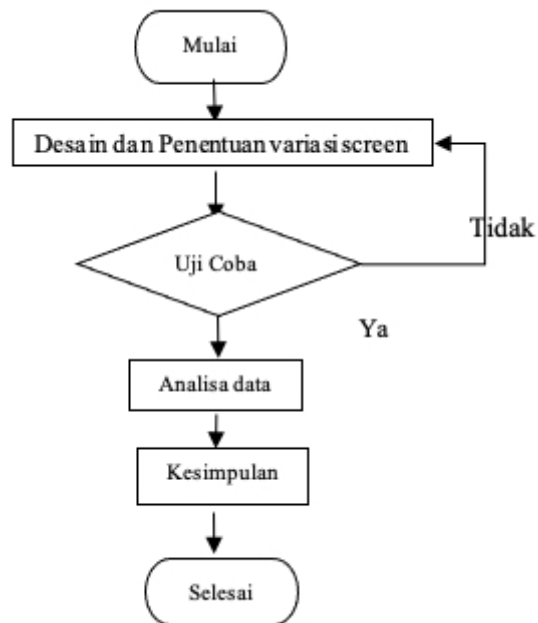 Mulai
Desain dan Penentuan variasi screen
Tidak
Uji Coba
Ya
Analisa data
Kesimpulan
Selesai